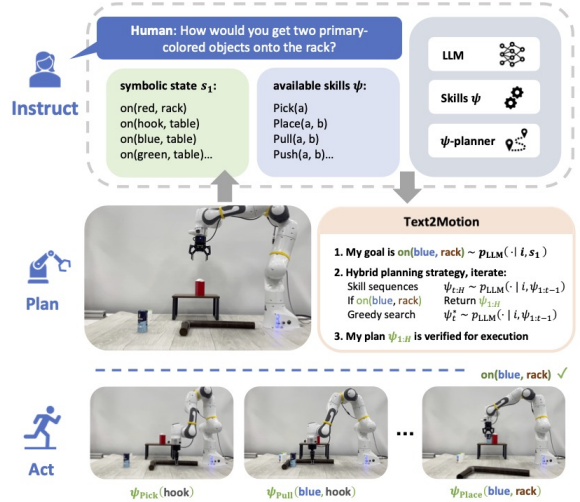 Human: How would you get two primary-
colored objects onto the rack?
Instruct
symbolic state s₁:
on(red, rack)
on(hook, table)
on(blue, table)
on(green, table)...
available skills ψ:
Pick(a)
Place(a, b)
Pull(a, b)
Push(a, b)...
LLM
Skills ψ
ψ-planner
Plan
Text2Motion
1. My goal is on(blue, rack) ~ pLLM(· | i, s₁)
2. Hybrid planning strategy, iterate:
Skill sequences ψt:H ~ pLLM(· | i, ψ1:t−1)
If on(blue, rack) Return ψ1:H
Greedy search ψt* ~ pLLM(· | i, ψ1:t−1)
3. My plan ψ1:H is verified for execution
on(blue, rack) ✓
Act
...
ψPick(hook)
ψPull(blue, hook)
ψPlace(blue, rack)